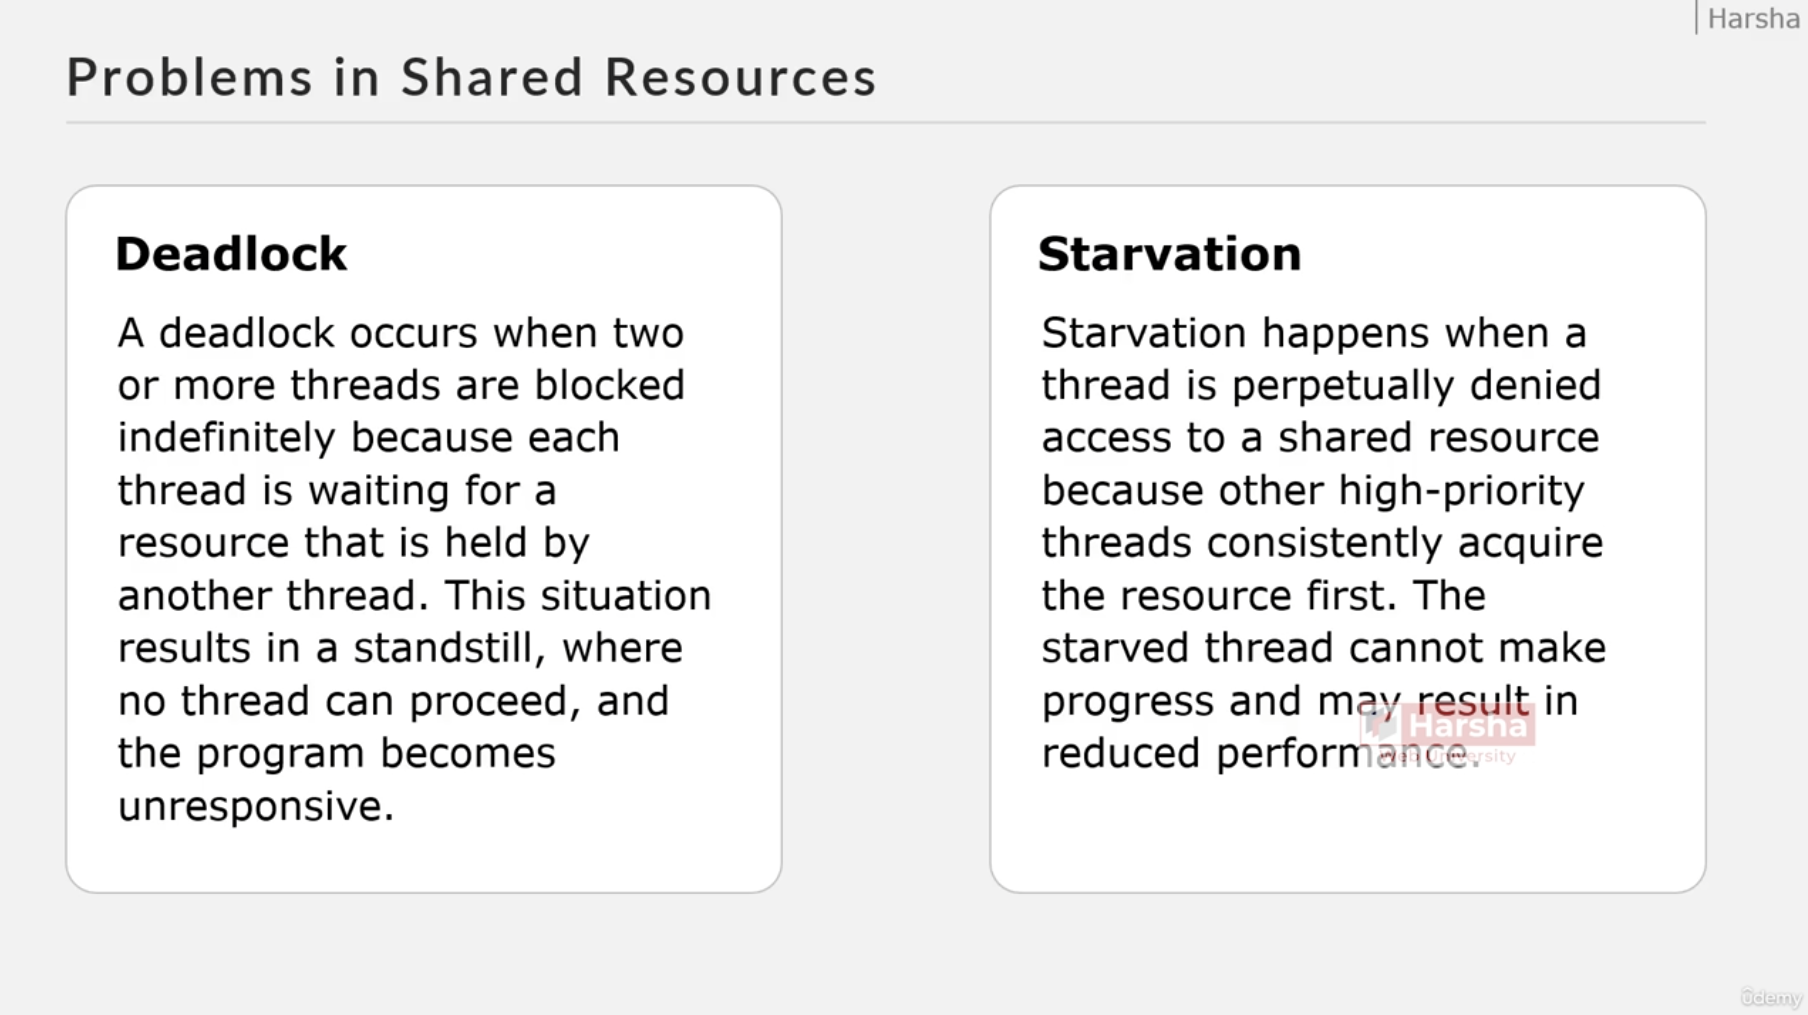 Harsha
Problems in Shared Resources
Deadlock
A deadlock occurs when two
or more threads are blocked
indefinitely because each
thread is waiting for a
resource that is held by
another thread. This situation
results in a standstill, where
no thread can proceed, and
the program becomes
unresponsive.
Starvation
Starvation happens when a
thread is perpetually denied
access to a shared resource
because other high-priority
threads consistently acquire
the resource first. The
starved thread cannot make
progress and may result in
reduced performance.
Harsha
Web University
ûdemy